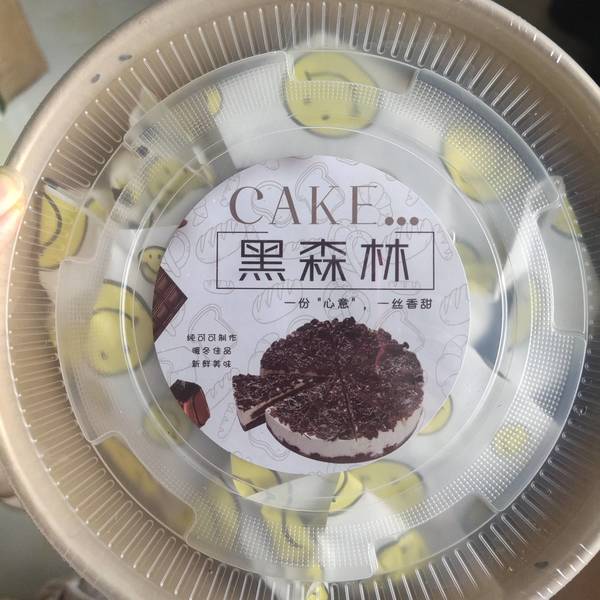 CAKE...
黑森林
一份"心意"，一丝香甜
纯可可制作
暖冬佳品
新鲜美味